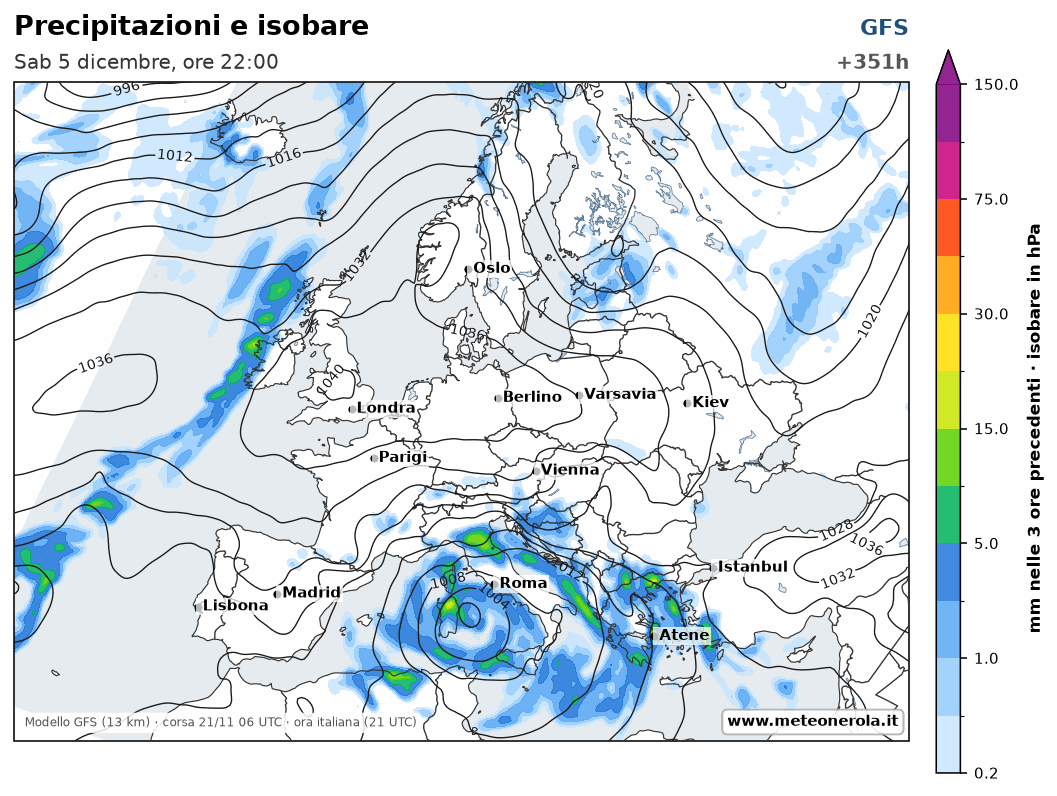 Precipitazioni e isobare
GFS
Sab 5 dicembre, ore 22:00
+351h
996
1012
1016
1032
1036
1020
1036
1040
Oslo
Londra
Berlino
Varsavia
Kiev
Parigi
Vienna
1028
1036
1032
1008
1004
Roma
Istanbul
Madrid
Lisbona
Atene
Modello GFS (13 km) · corsa 21/11 06 UTC · ora italiana (21 UTC)
www.meteonerola.it
150.0
75.0
30.0
15.0
5.0
1.0
0.2
mm nelle 3 ore precedenti · isobare in hPa